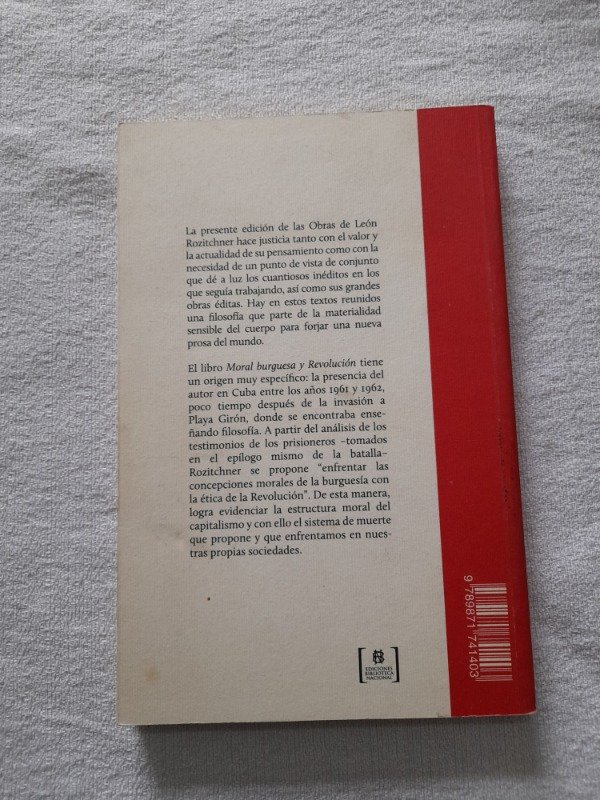 La presente edición de las Obras de León
Rozitchner hace justicia tanto con el valor y
la actualidad de su pensamiento como con la
necesidad de un punto de vista de conjunto
que dé a luz los cuantiosos inéditos en los
que seguía trabajando, así como sus grandes
obras éditas. Hay en estos textos reunidos
una filosofía que parte de la materialidad
sensible del cuerpo para forjar una nueva
prosa del mundo.
El libro Moral burguesa y Revolución tiene
un origen muy específico: la presencia del
autor en Cuba entre los años 1961 y 1962,
poco tiempo después de la invasión a
Playa Girón, donde se encontraba ense-
ñando filosofía. A partir del análisis de los
testimonios de los prisioneros –tomados
en el epílogo mismo de la batalla–
Rozitchner se propone "enfrentar las
concepciones morales de la burguesía con
la ética de la Revolución". De esta manera,
logra evidenciar la estructura moral del
capitalismo y con ello el sistema de muerte
que propone y que enfrentamos en nues-
tras propias sociedades.
EDICIONES
BIBLIOTECA
NACIONAL
9 789871 741403